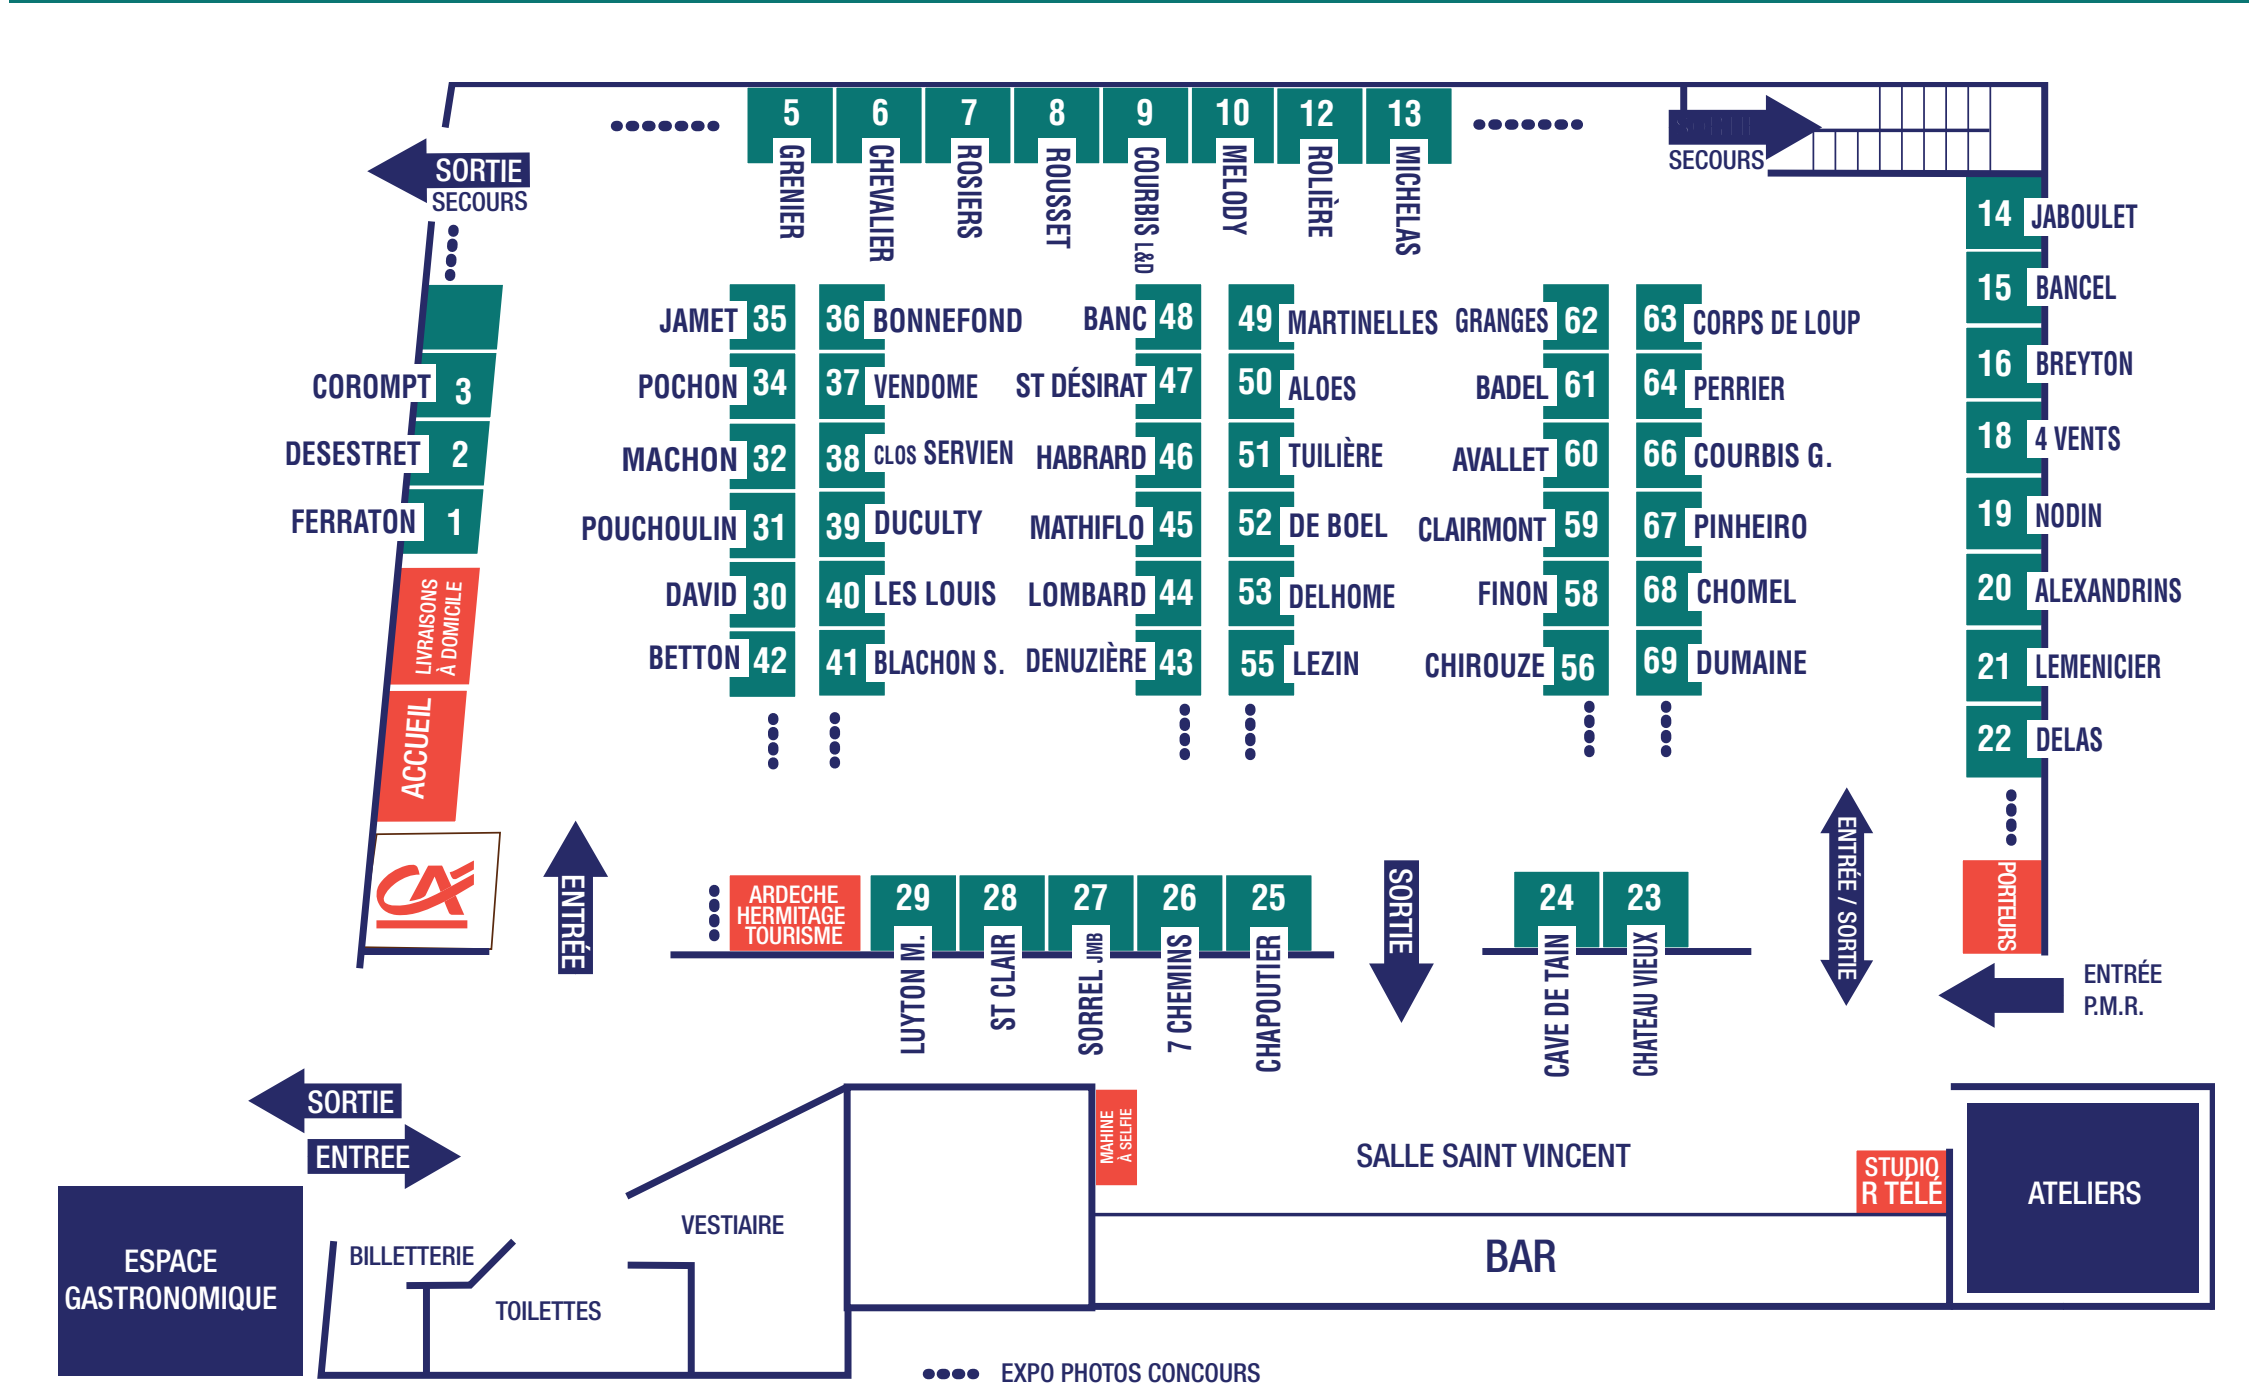 5 6 7 8 9 10 12 13
GRENIER
CHEVALIER
ROSIERS
ROUSSET
COURBIS L&D
MELODY
ROLIÈRE
MICHELAS
SORTIE
SECOURS
SECOURS
14 JABOULET
15 BANCEL
16 BREYTON
18 4 VENTS
19 NODIN
20 ALEXANDRINS
21 LEMENICIER
22 DELAS
COROMPT 3
DESESTRET 2
FERRATON 1
LIVRAISONS
À DOMICILE
ACCUEIL
CA
JAMET 35
POCHON 34
MACHON 32
POUCHOULIN 31
DAVID 30
BETTON 42
36 BONNEFOND
37 VENDOME
38 CLOS SERVIEN
39 DUCULTY
40 LES LOUIS
41 BLACHON S.
BANC 48
ST DÉSIRAT 47
HABRARD 46
MATHIFLO 45
LOMBARD 44
DENUZIÈRE 43
49 MARTINELLES
50 ALOES
51 TUILIÈRE
52 DE BOEL
53 DELHOME
55 LEZIN
GRANGES 62
BADEL 61
AVALLET 60
CLAIRMONT 59
FINON 58
CHIROUZE 56
63 CORPS DE LOUP
64 PERRIER
66 COURBIS G.
67 PINHEIRO
68 CHOMEL
69 DUMAINE
ENTRÉE
ARDECHE
HERMITAGE
TOURISME
29 28 27 26 25
LUYTON M.
ST CLAIR
SORREL JMB
7 CHEMINS
CHAPOUTIER
SORTIE
24 23
CAVE DE TAIN
CHATEAU VIEUX
ENTRÉE / SORTIE
PORTEURS
ENTRÉE
P.M.R.
SORTIE
ENTREE
ESPACE
GASTRONOMIQUE
BILLETTERIE
TOILETTES
VESTIAIRE
MAHINE
À SELFIE
SALLE SAINT VINCENT
STUDIO
R TÉLÉ
BAR
ATELIERS
EXPO PHOTOS CONCOURS